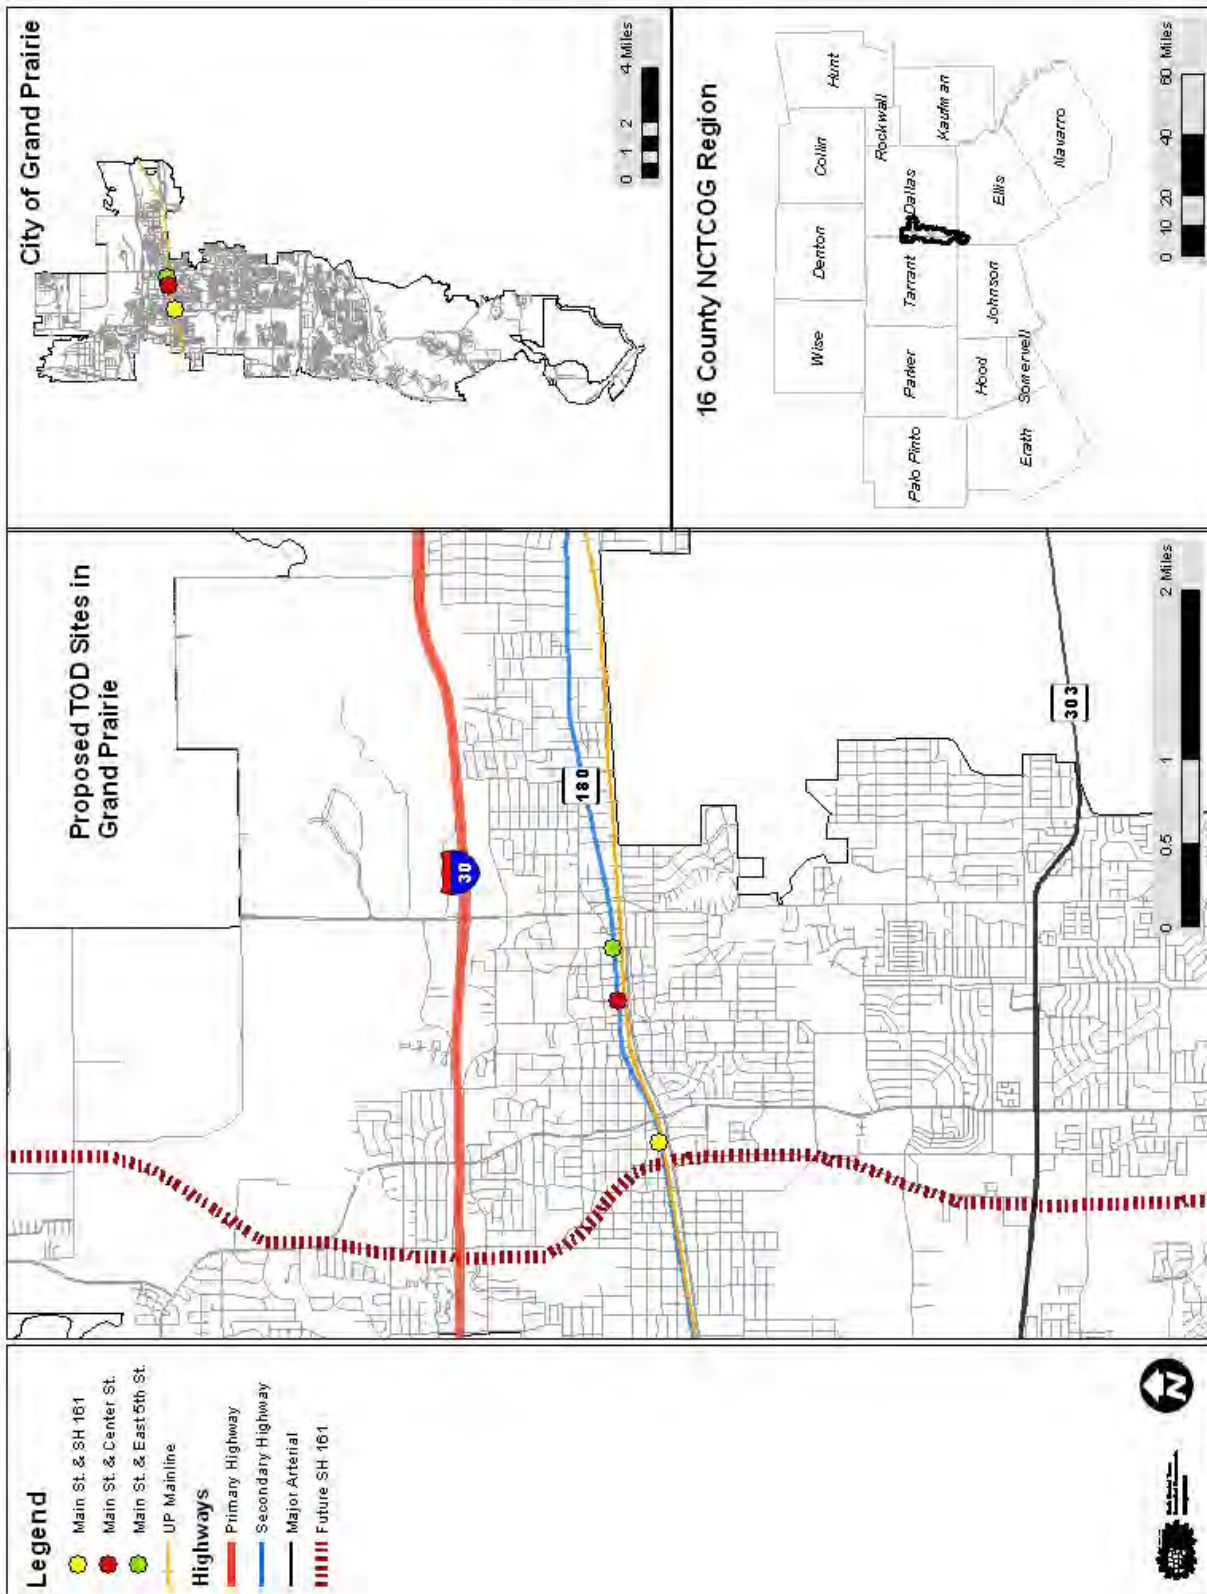 Legend
Main St. & SH 161
Main St. & Center St.
Main St. & East 5th St.
UP Mainline
Highways
Primary Highway
Secondary Highway
Major Arterial
Future SH 161
N
Proposed TOD Sites in
Grand Prairie
30
180
303
0 0.5 1 2 Miles
City of Grand Prairie
0 1 2 4 Miles
16 County NCTCOG Region
Wise
Denton
Collin
Hunt
Palo Pinto
Parker
Tarrant
Dallas
Rockwall
Kaufman
Erath
Hood
Somervell
Johnson
Ellis
Navarro
0 10 20 40 60 Miles